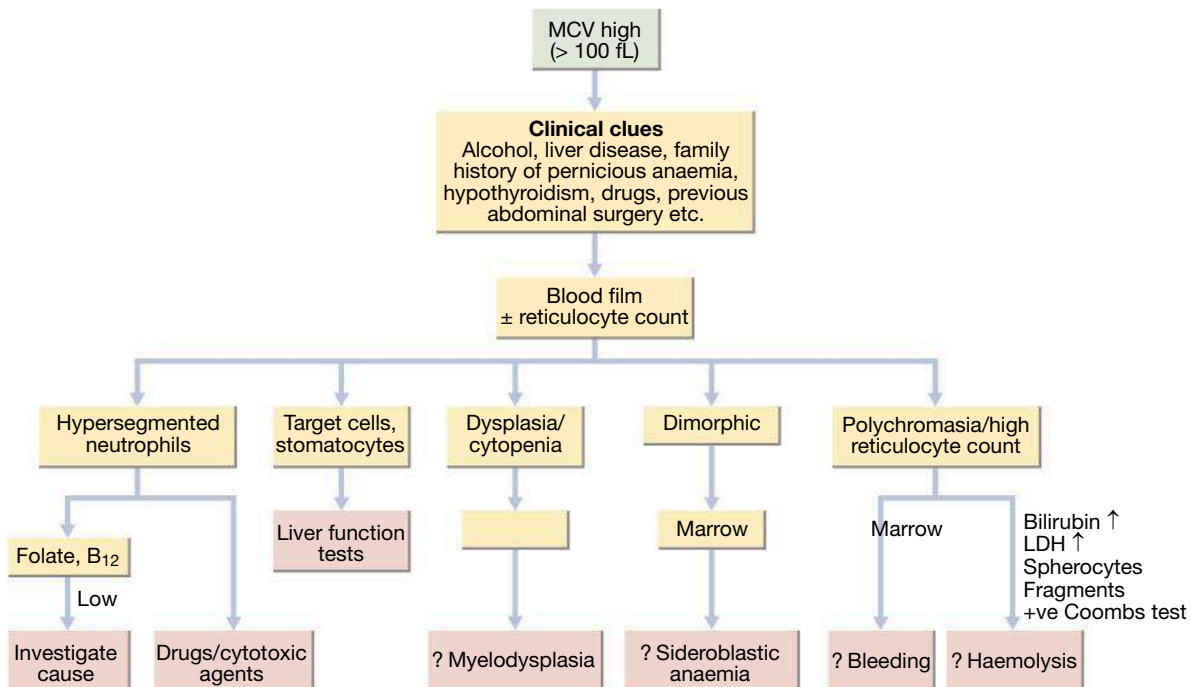 MCV high
(> 100 fL)
Clinical clues
Alcohol, liver disease, family
history of pernicious anaemia,
hypothyroidism, drugs, previous
abdominal surgery etc.
Blood film
± reticulocyte count
Hypersegmented
neutrophils
Target cells,
stomatocytes
Dysplasia/
cytopenia
Dimorphic
Polychromasia/high
reticulocyte count
Folate, B₁₂
Low
Liver function
tests
Marrow
Marrow
Bilirubin ↑
LDH ↑
Spherocytes
Fragments
+ve Coombs test
Investigate
cause
Drugs/cytotoxic
agents
? Myelodysplasia
? Sideroblastic
anaemia
? Bleeding
? Haemolysis